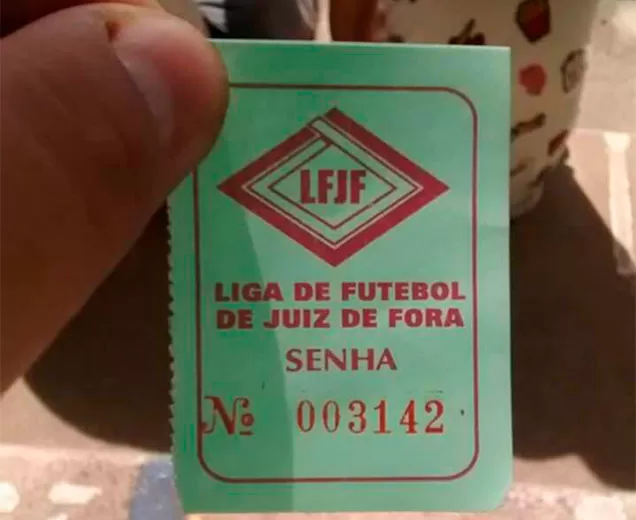 LFJF
LIGA DE FUTEBOL
DE JUIZ DE FORA
SENHA
Nº 003142